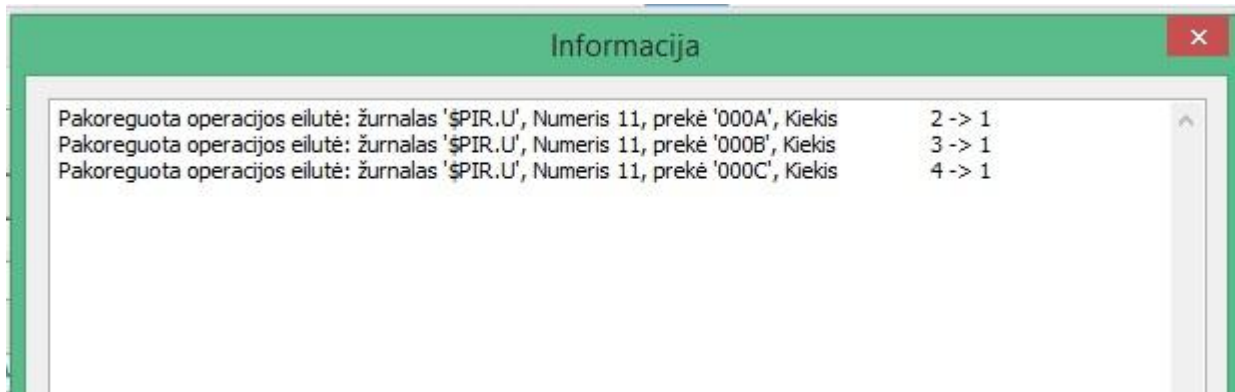 Informacija
Pakoreguota operacijos eilutė: žurnalas '$PIR.U', Numeris 11, prekė '000A', Kiekis 2 -> 1
Pakoreguota operacijos eilutė: žurnalas '$PIR.U', Numeris 11, prekė '000B', Kiekis 3 -> 1
Pakoreguota operacijos eilutė: žurnalas '$PIR.U', Numeris 11, prekė '000C', Kiekis 4 -> 1